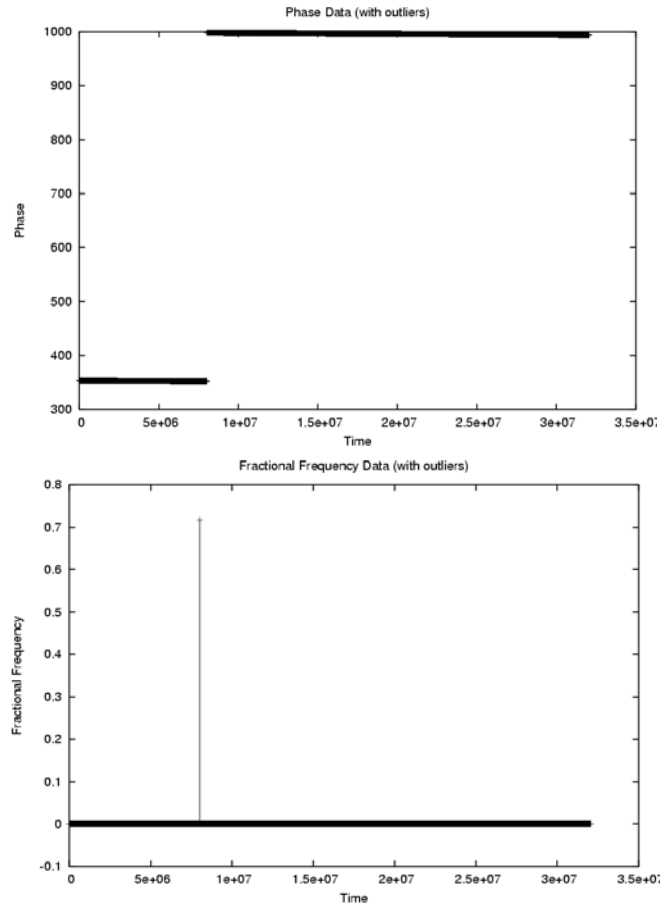 Phase Data (with outliers)
1000
900
800
700
600
500
400
300
Phase
0 5e+06 1e+07 1.5e+07 2e+07 2.5e+07 3e+07 3.5e+07
Time
Fractional Frequency Data (with outliers)
0.8
0.7
0.6
0.5
0.4
0.3
0.2
0.1
0
-0.1
Fractional Frequency
0 5e+06 1e+07 1.5e+07 2e+07 2.5e+07 3e+07 3.5e+07
Time